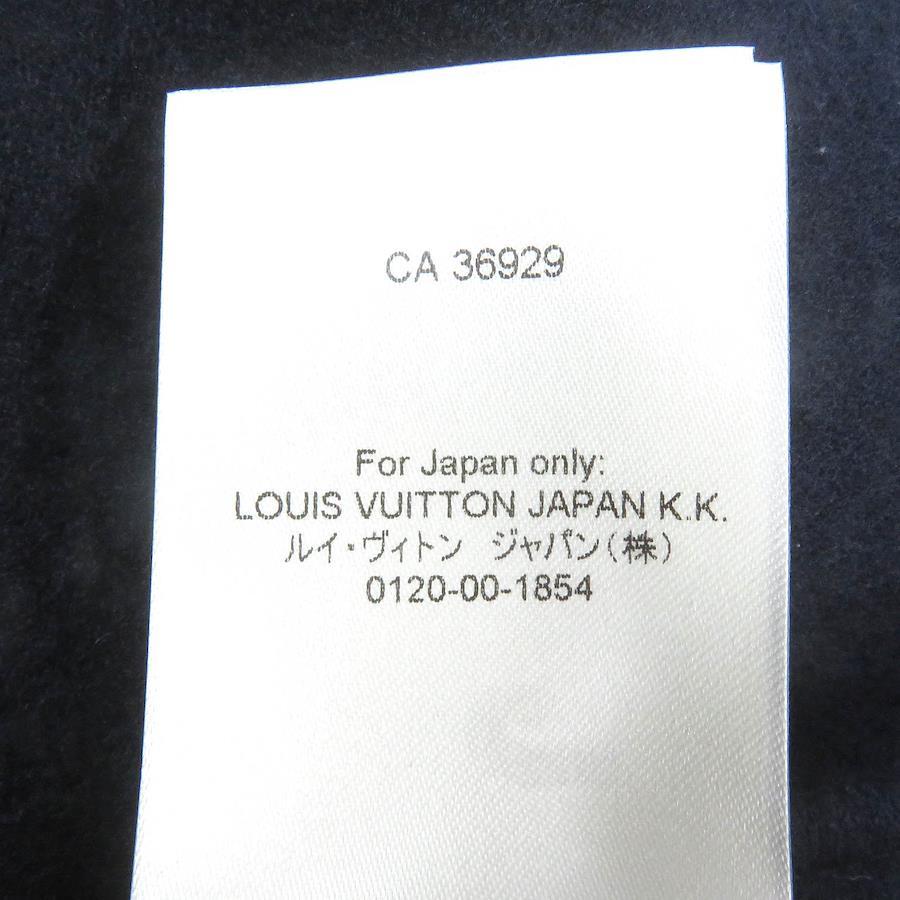 CA 36929
For Japan only:
LOUIS VUITTON JAPAN K.K.
ルイ・ヴィトン　ジャパン(株)
0120-00-1854